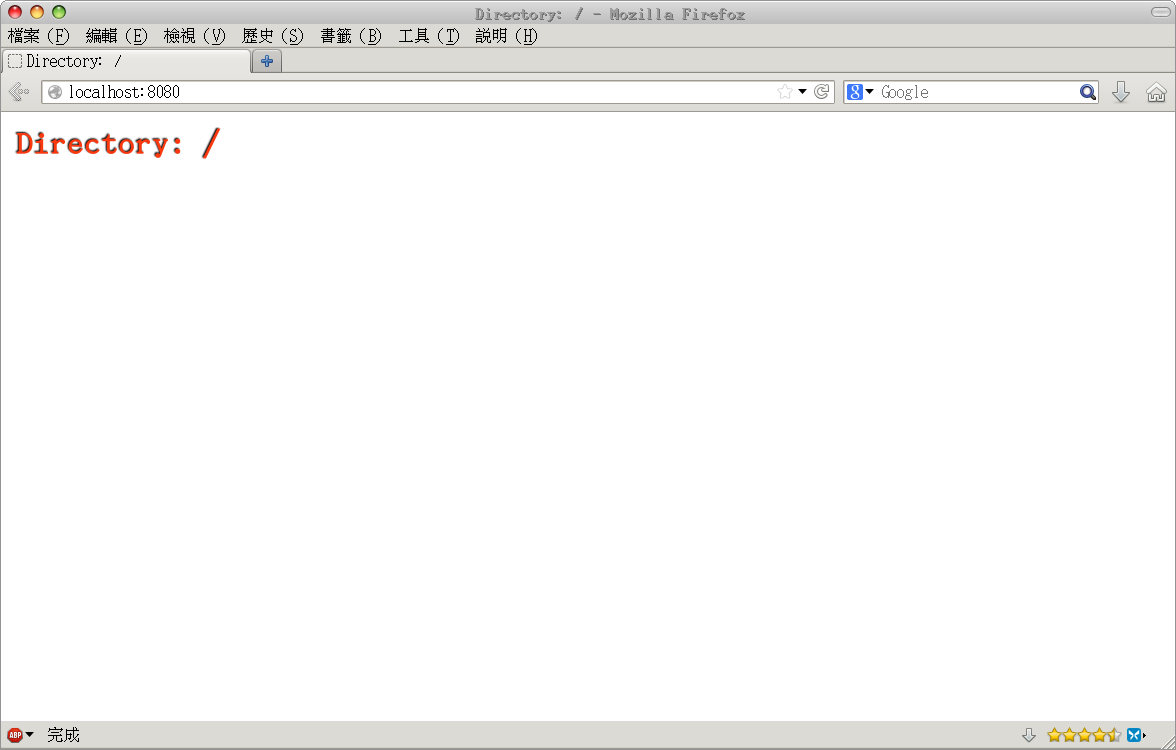 Directory: / - Mozilla Firefox
檔案 (F) 編輯 (E) 檢視 (V) 歷史 (S) 書籤 (B) 工具 (T) 說明 (H)
Directory: /
localhost:8080 8 Google
Directory: /
ABP 完成